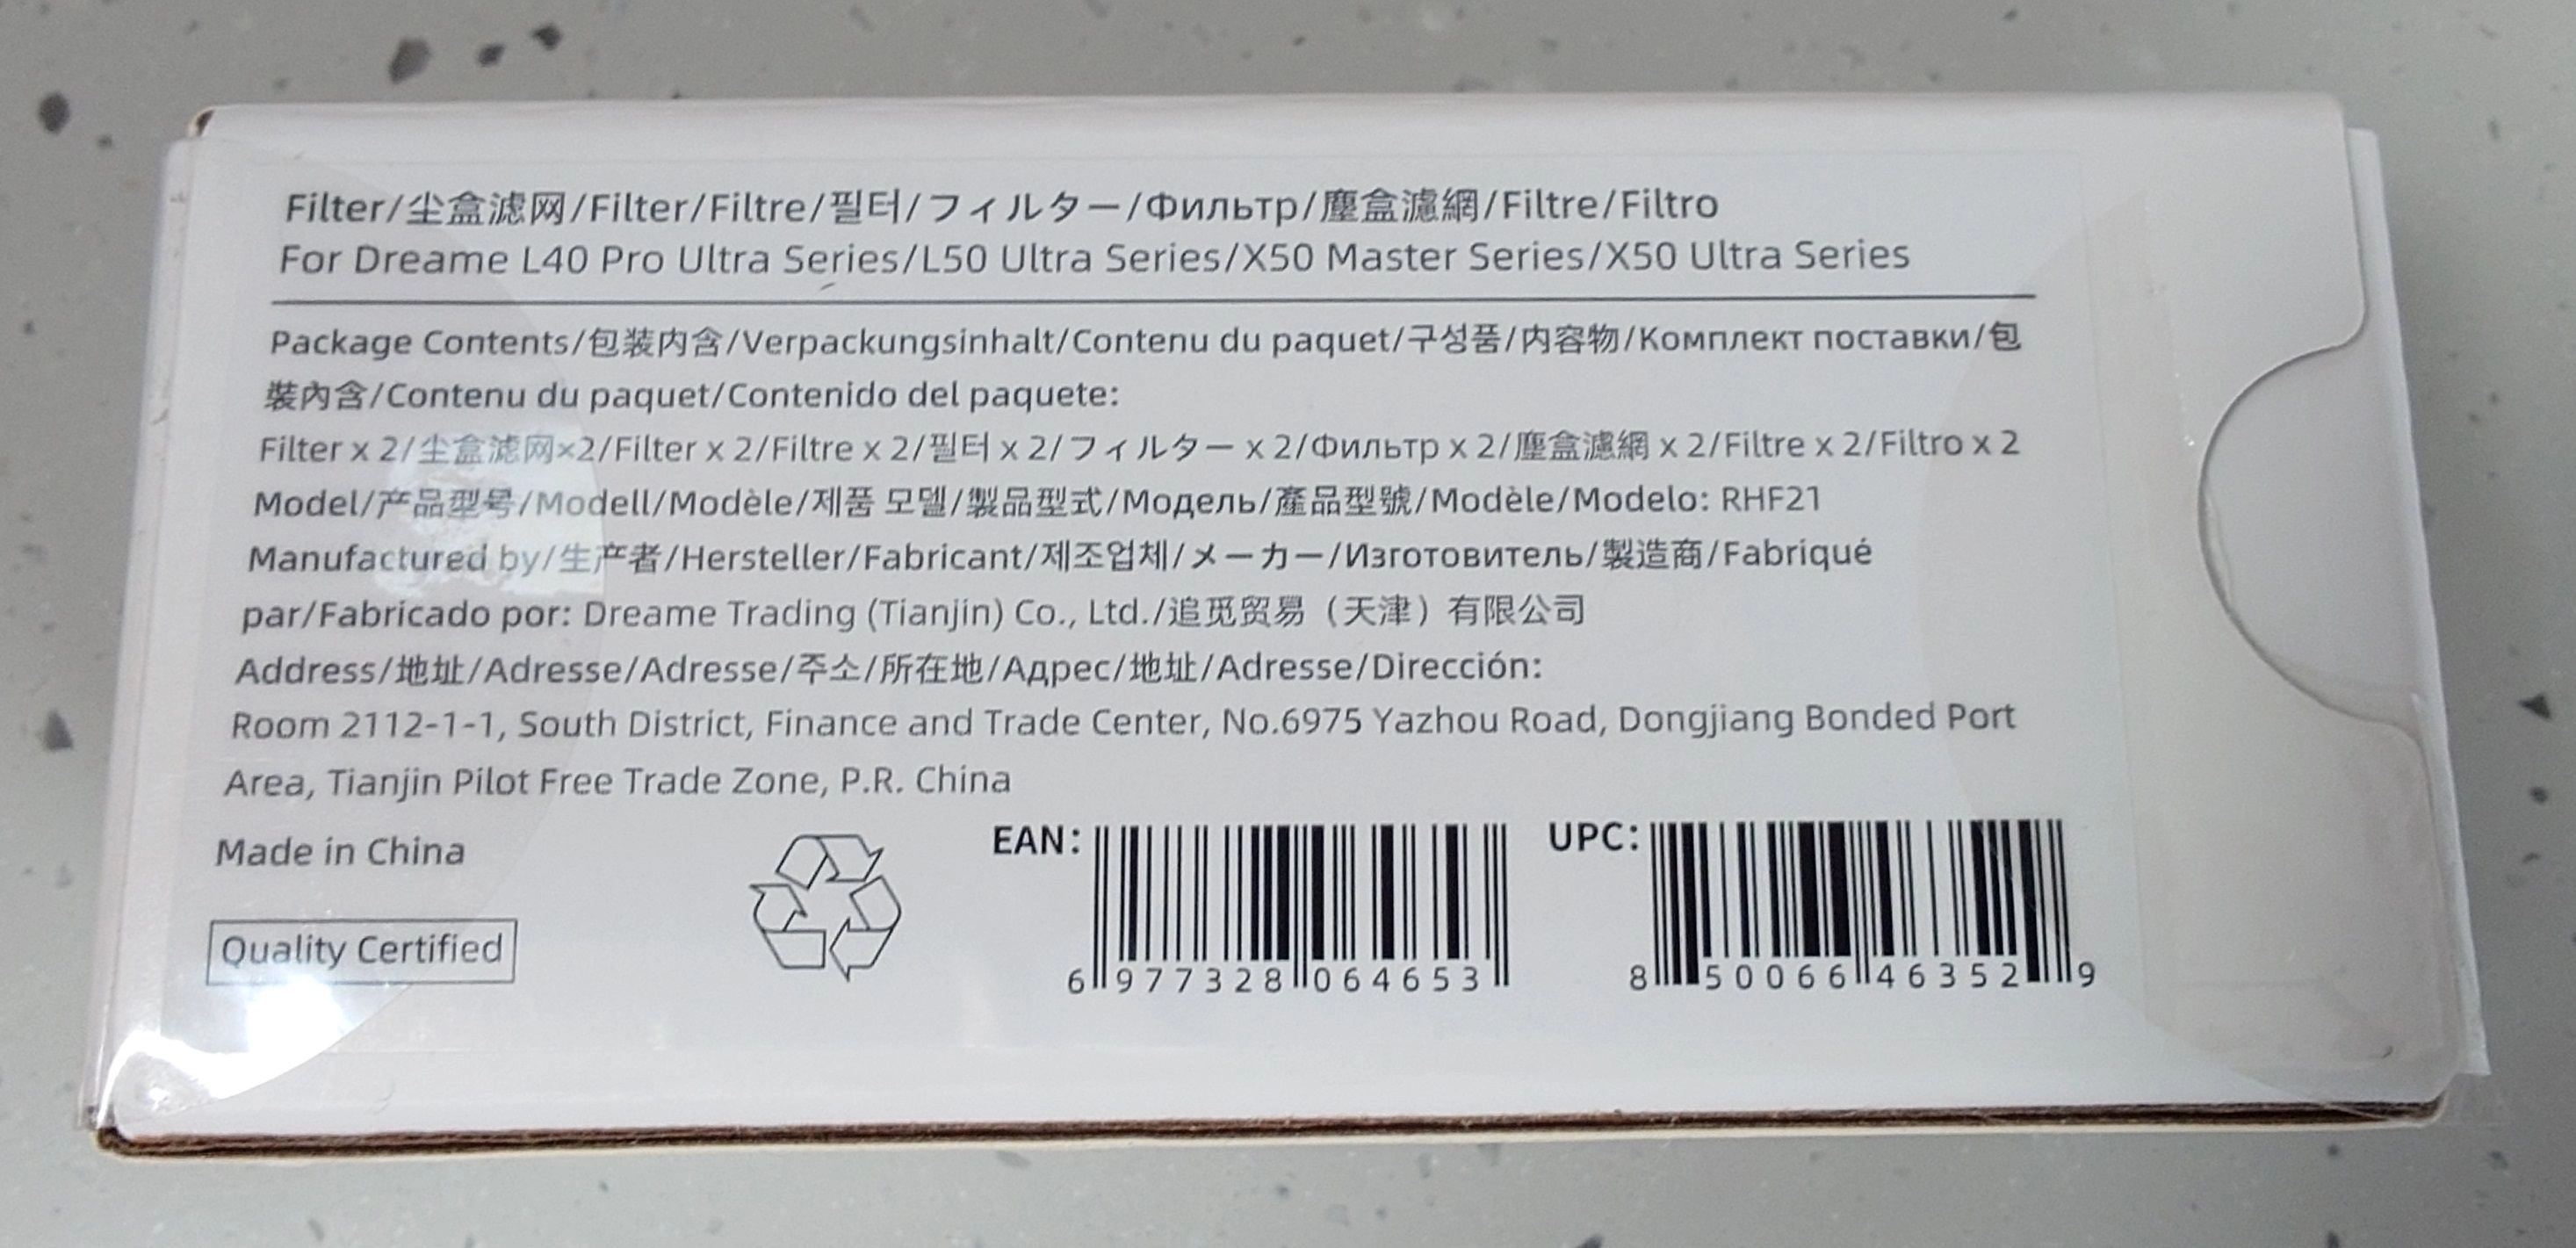 Filter/尘盒滤网/Filter/Filtre/필터/フィルター/Фильтр/塵盒濾網/Filtre/Filtro
For Dreame L40 Pro Ultra Series/L50 Ultra Series/X50 Master Series/X50 Ultra Series
Package Contents/包装内含/Verpackungsinhalt/Contenu du paquet/구성품/内容物/Комплект поставки/包
裝內含/Contenu du paquet/Contenido del paquete:
Filter x 2/尘盒滤网×2/Filter x 2/Filtre x 2/필터 x 2/フィルター x 2/Фильтр x 2/塵盒濾網 x 2/Filtre x 2/Filtro x 2
Model/产品型号/Modell/Modèle/제품 모델/製品型式/Модель/產品型號/Modèle/Modelo: RHF21
Manufactured by/生产者/Hersteller/Fabricant/제조업체/メーカー/Изготовитель/製造商/Fabriqué
par/Fabricado por: Dreame Trading (Tianjin) Co., Ltd./追觅贸易（天津）有限公司
Address/地址/Adresse/Adresse/주소/所在地/Адрес/地址/Adresse/Dirección:
Room 2112-1-1, South District, Finance and Trade Center, No.6975 Yazhou Road, Dongjiang Bonded Port
Area, Tianjin Pilot Free Trade Zone, P.R. China
Made in China
Quality Certified
EAN:
6 977328 064653
UPC:
8 50066 46352 9